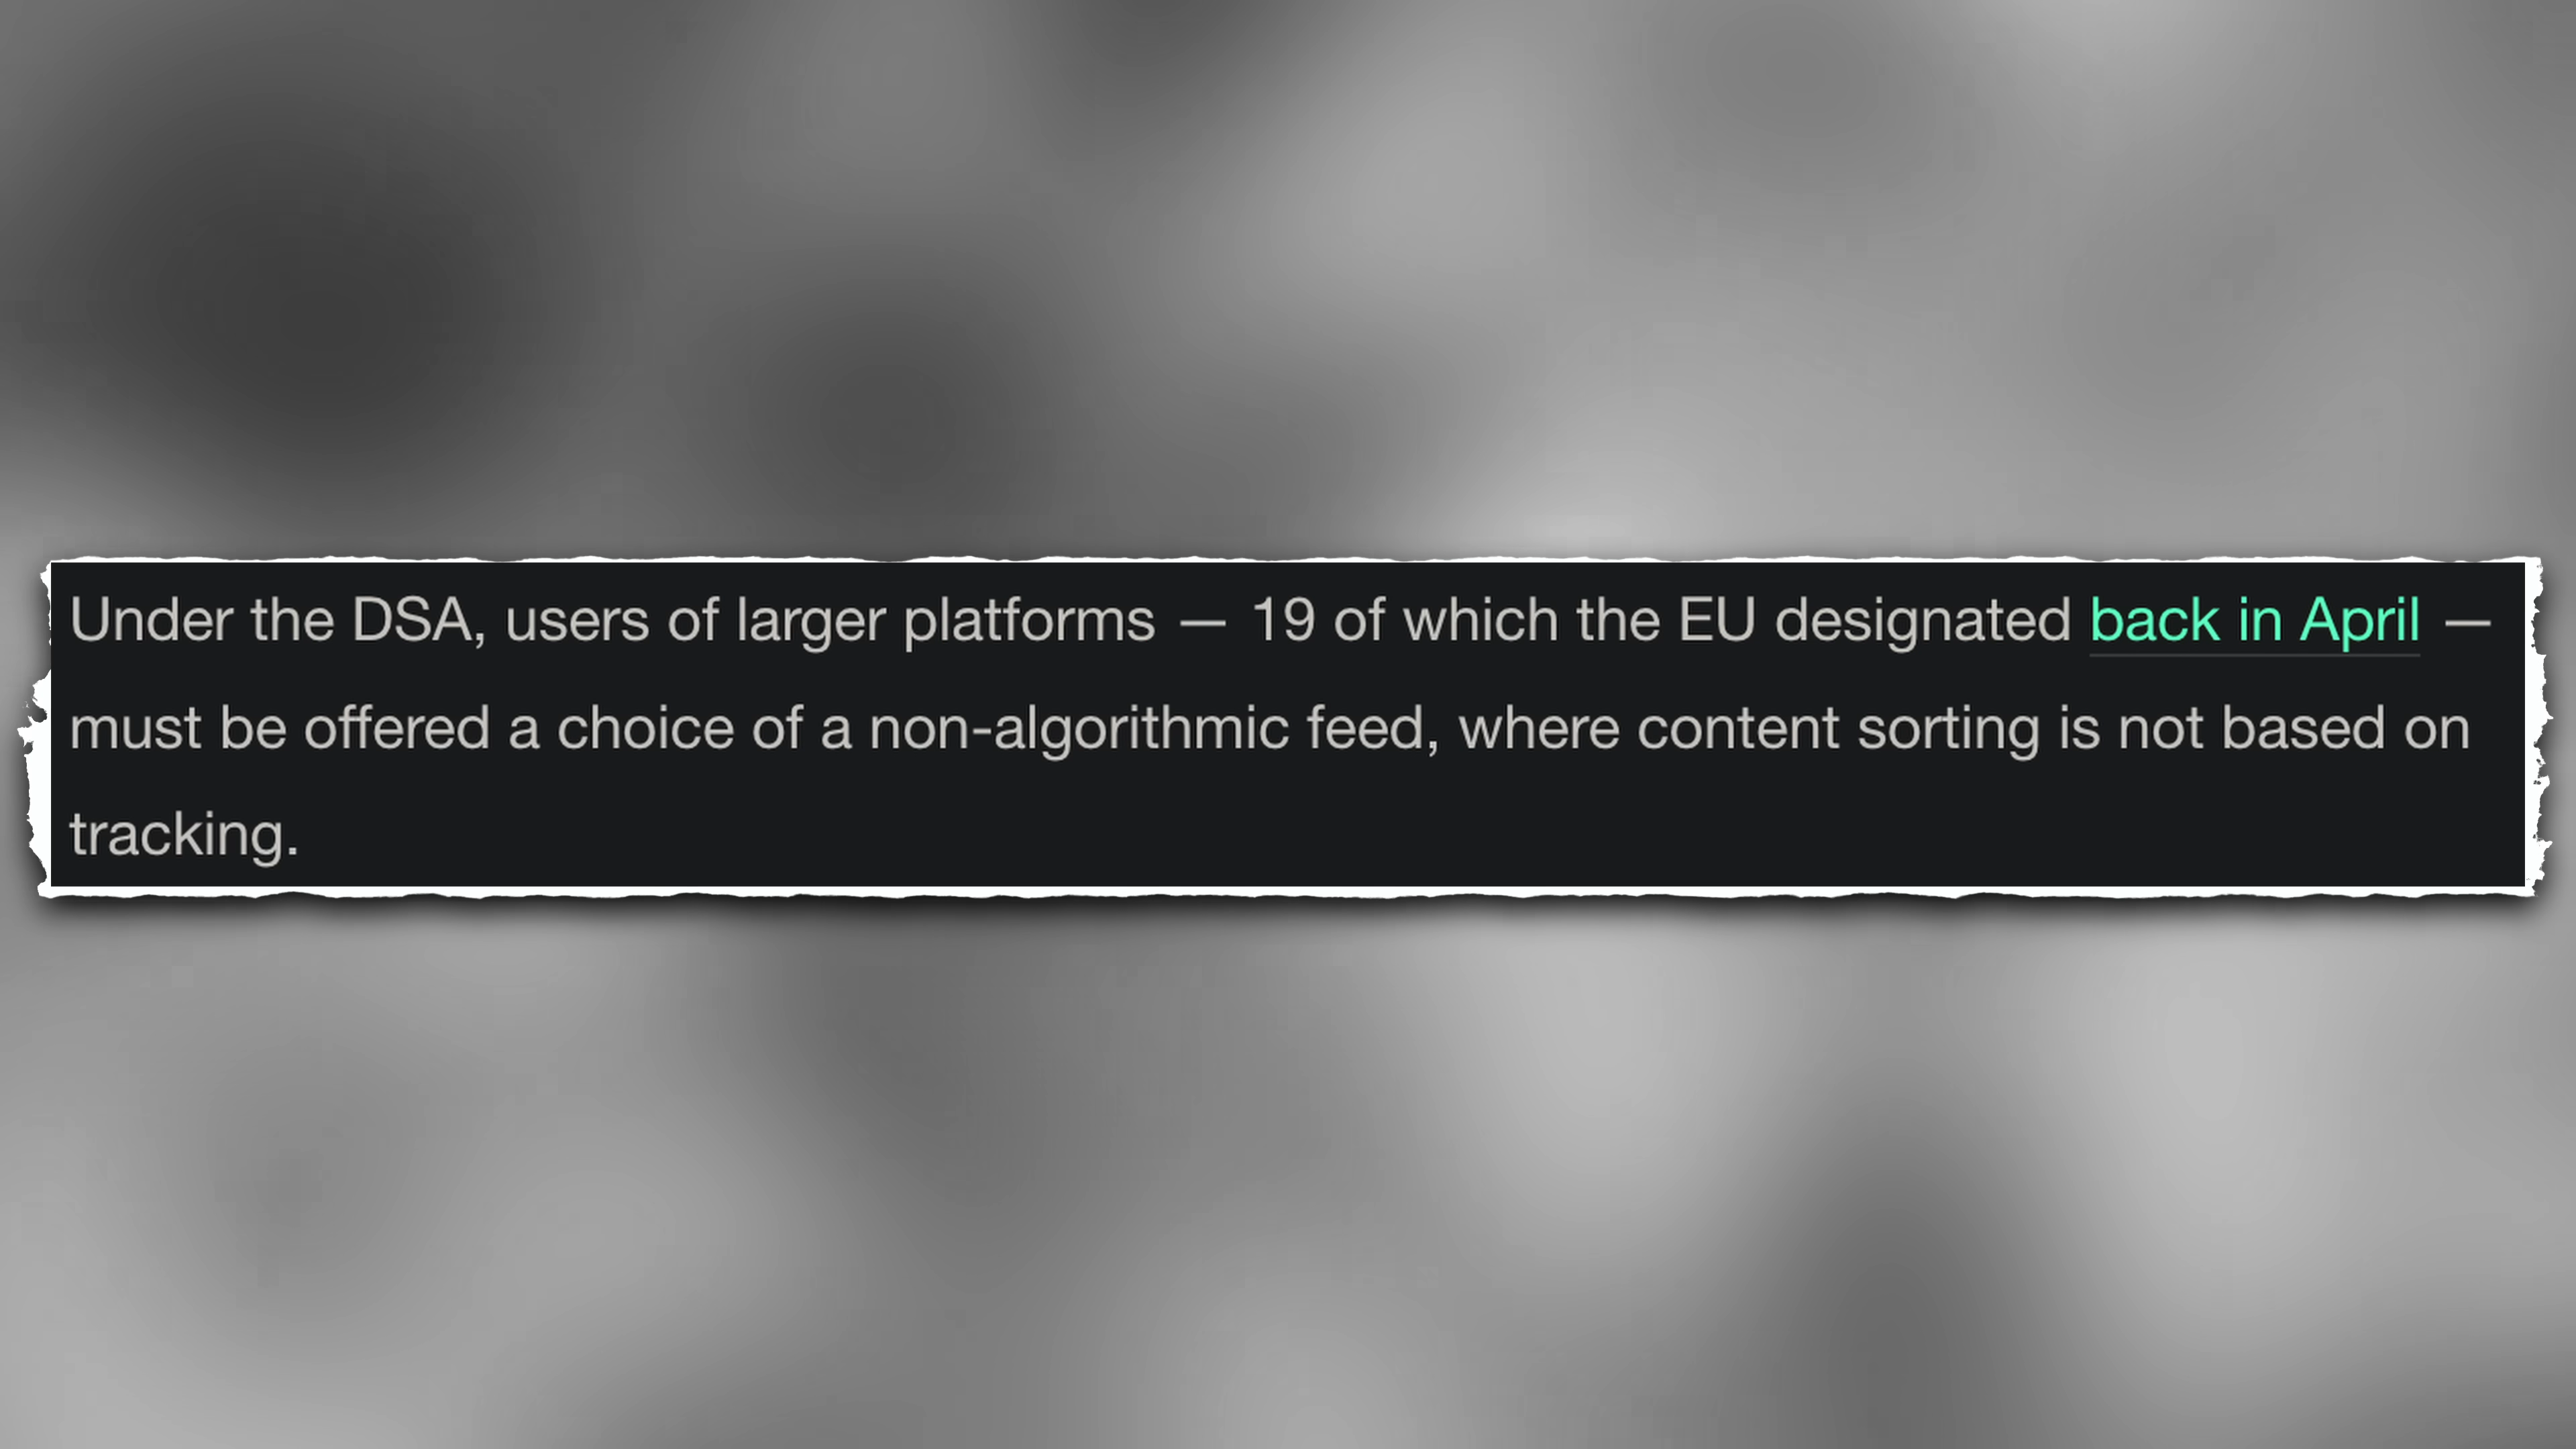 Under the DSA, users of larger platforms — 19 of which the EU designated back in April —
must be offered a choice of a non-algorithmic feed, where content sorting is not based on
tracking.